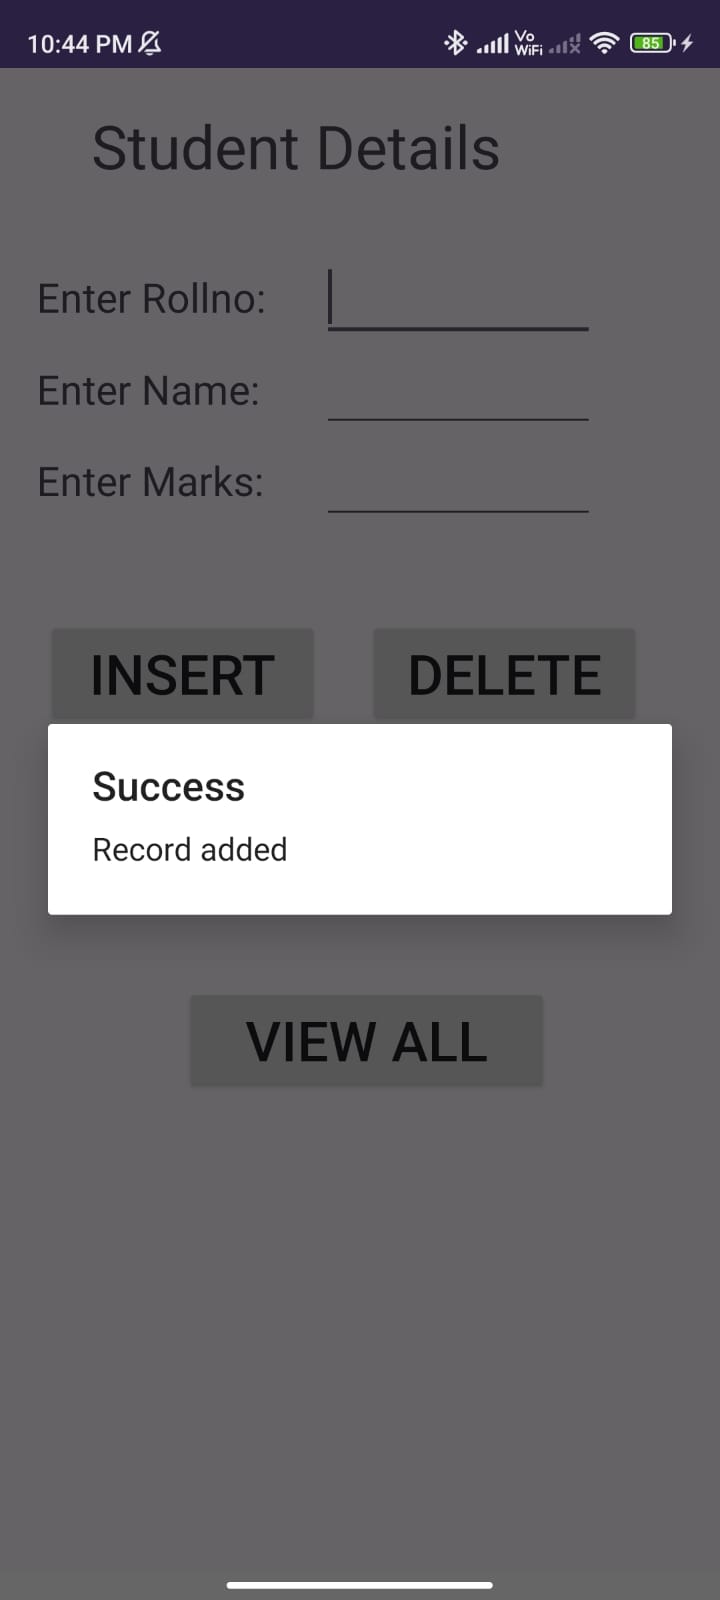 10:44 PM Vo WiFi 85
Student Details
Enter Rollno:
Enter Name:
Enter Marks:
INSERT DELETE
Success
Record added
VIEW ALL